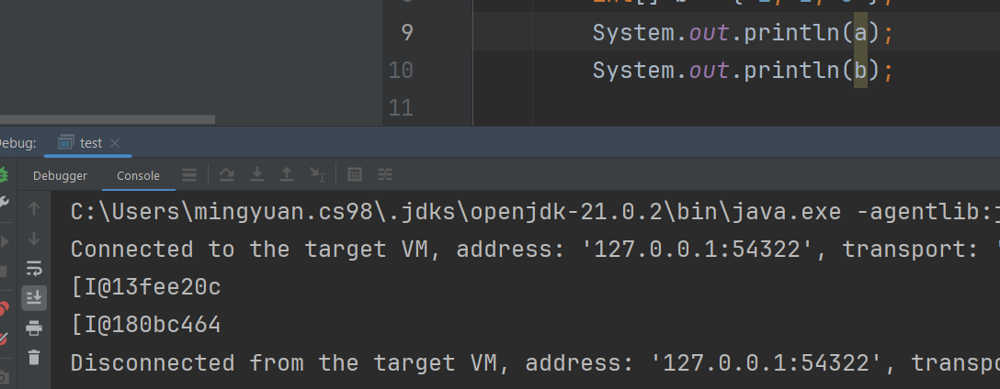 9 System.out.println(a);
10 System.out.println(b);
11
Debug: test
Debugger Console
C:\Users\mingyuan.cs98\.jdks\openjdk-21.0.2\bin\java.exe -agentlib:
Connected to the target VM, address: '127.0.0.1:54322', transport: '
[I@13fee20c
[I@180bc464
Disconnected from the target VM, address: '127.0.0.1:54322', transpo